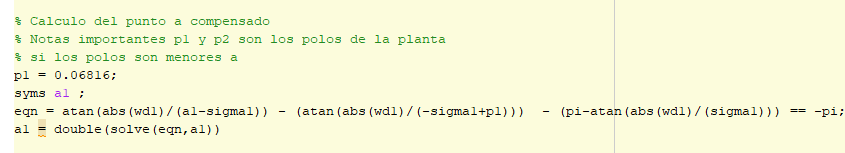 % Calculo del punto a compensado
% Notas importantes p1 y p2 son los polos de la planta
% si los polos son menores a
p1 = 0.06816;
syms a1 ;
eqn = atan(abs(wd1)/(a1-sigma1)) - (atan(abs(wd1)/(-sigma1+p1)))  - (pi-atan(abs(wd1)/(sigma1))) == -pi;
a1 = double(solve(eqn,a1))